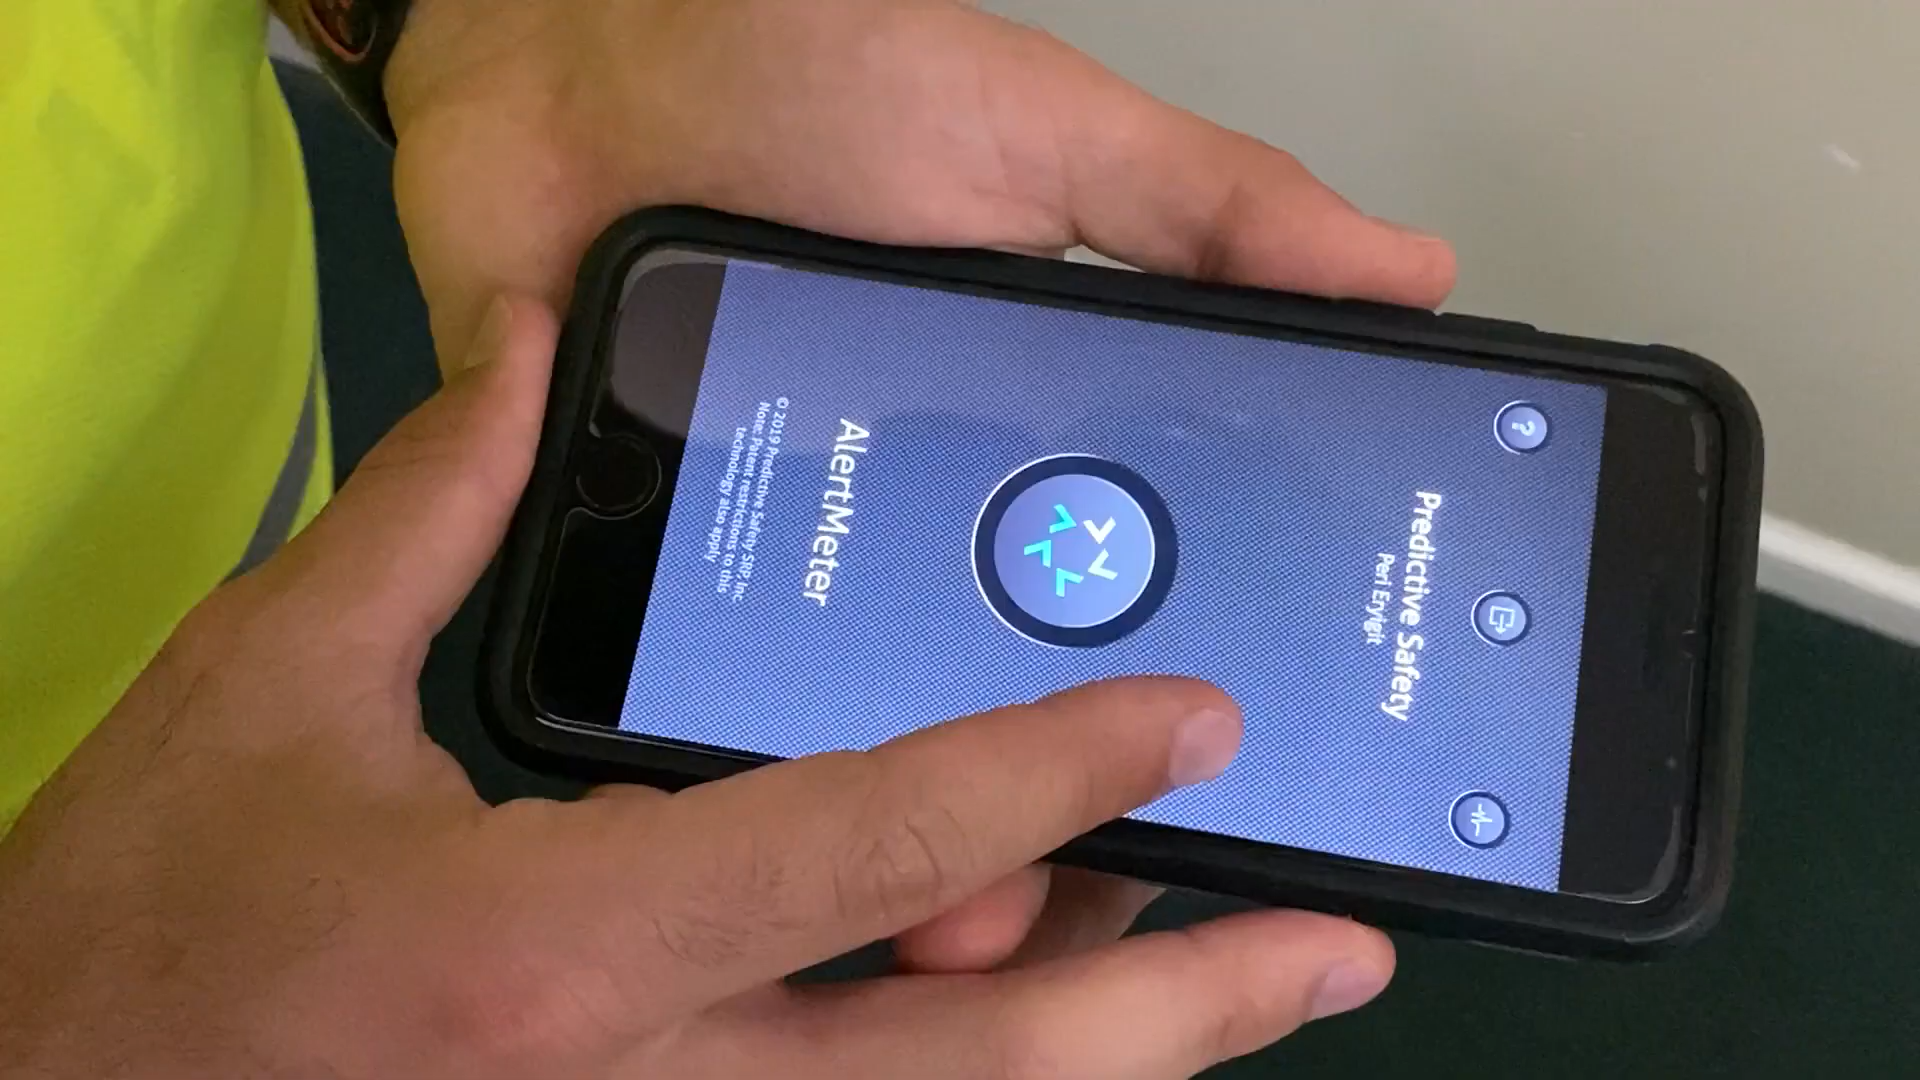 ?
Predictive Safety
Peri Eryigit
AlertMeter
© 2019 Predictive Safety SRP, Inc.
Note: Patent restrictions to this
technology also apply